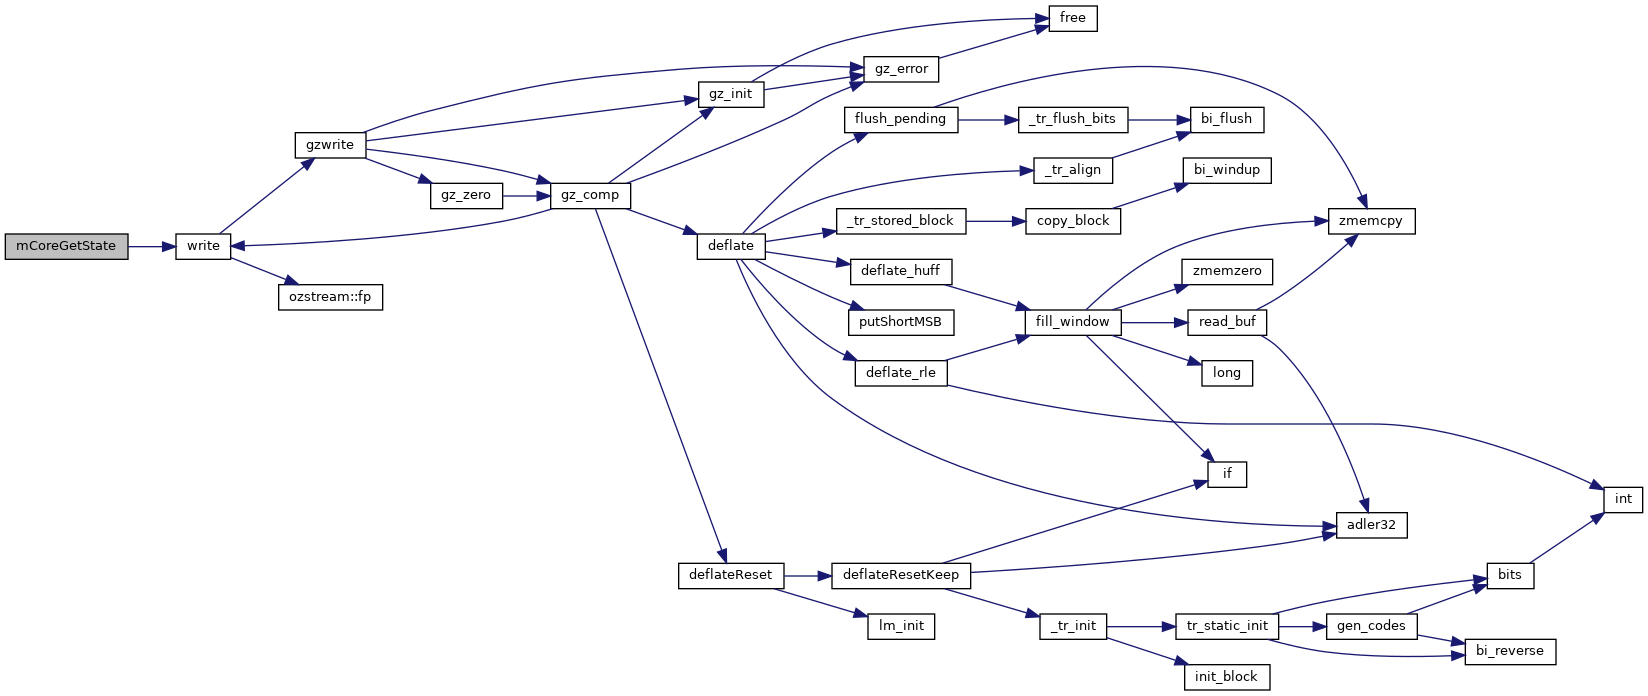 free
gz_error
gz_init
flush_pending
_tr_flush_bits
bi_flush
gzwrite
_tr_align
bi_windup
gz_zero
gz_comp
_tr_stored_block
copy_block
zmemcpy
mCoreGetState
write
deflate
deflate_huff
zmemzero
ozstream::fp
putShortMSB
fill_window
read_buf
deflate_rle
long
if
int
adler32
deflateReset
deflateResetKeep
bits
lm_init
_tr_init
tr_static_init
gen_codes
bi_reverse
init_block